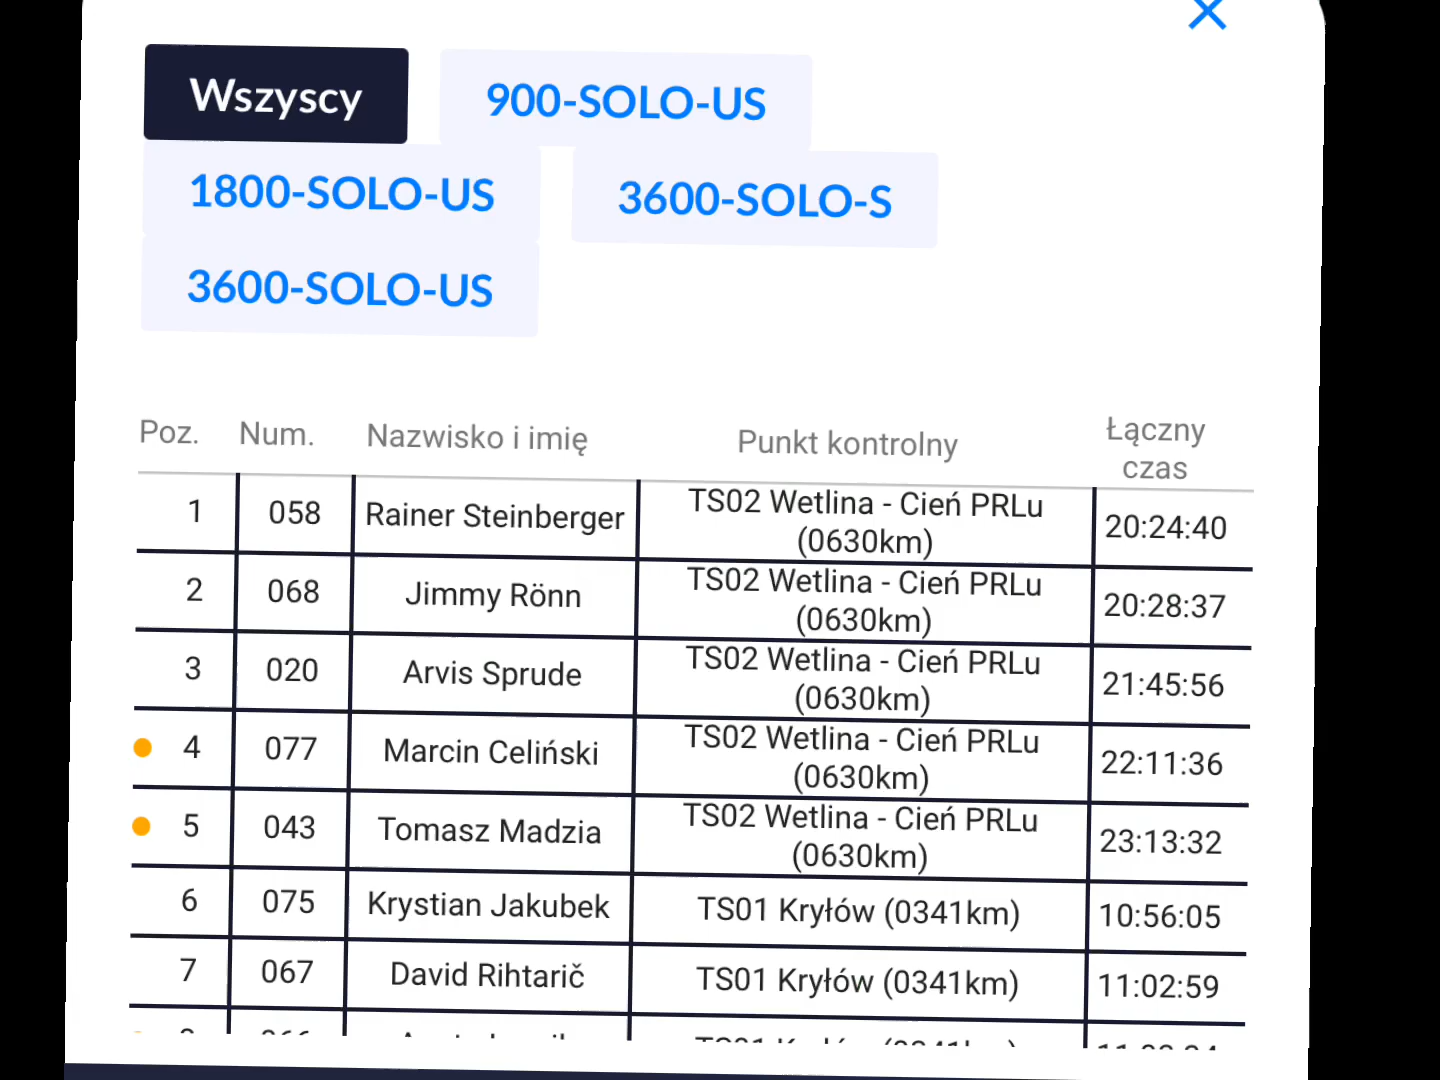 Wszyscy
900-SOLO-US
1800-SOLO-US
3600-SOLO-S
3600-SOLO-US
Poz. Num. Nazwisko i imię Punkt kontrolny Łączny czas
1 058 Rainer Steinberger TS02 Wetlina - Cień PRLu (0630km) 20:24:40
2 068 Jimmy Rönn TS02 Wetlina - Cień PRLu (0630km) 20:28:37
3 020 Arvis Sprude TS02 Wetlina - Cień PRLu (0630km) 21:45:56
4 077 Marcin Celiński TS02 Wetlina - Cień PRLu (0630km) 22:11:36
5 043 Tomasz Madzia TS02 Wetlina - Cień PRLu (0630km) 23:13:32
6 075 Krystian Jakubek TS01 Kryłów (0341km) 10:56:05
7 067 David Rihtarič TS01 Kryłów (0341km) 11:02:59
TS01 Kryłów (0341km)